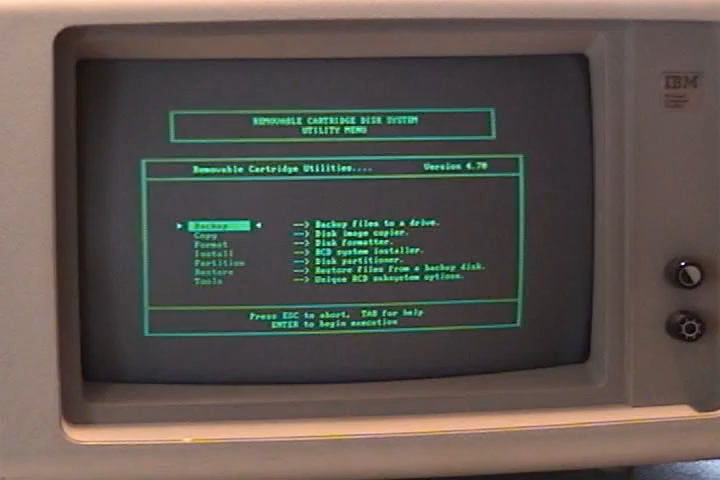 IBM
REMOVABLE CARTRIDGE DISK SYSTEM
UTILITY MENU
Removable Cartridge Utilities.... Version 4.70
Backup --> Backup files to a drive.
Copy --> Disk image copier.
Format --> Disk formatter.
Install --> RCD system installer.
Partition --> Disk partitioner.
Restore --> Restore files from a backup disk.
Tools --> Unique RCD subsystem options.
Press ESC to abort, TAB for help
ENTER to begin execution